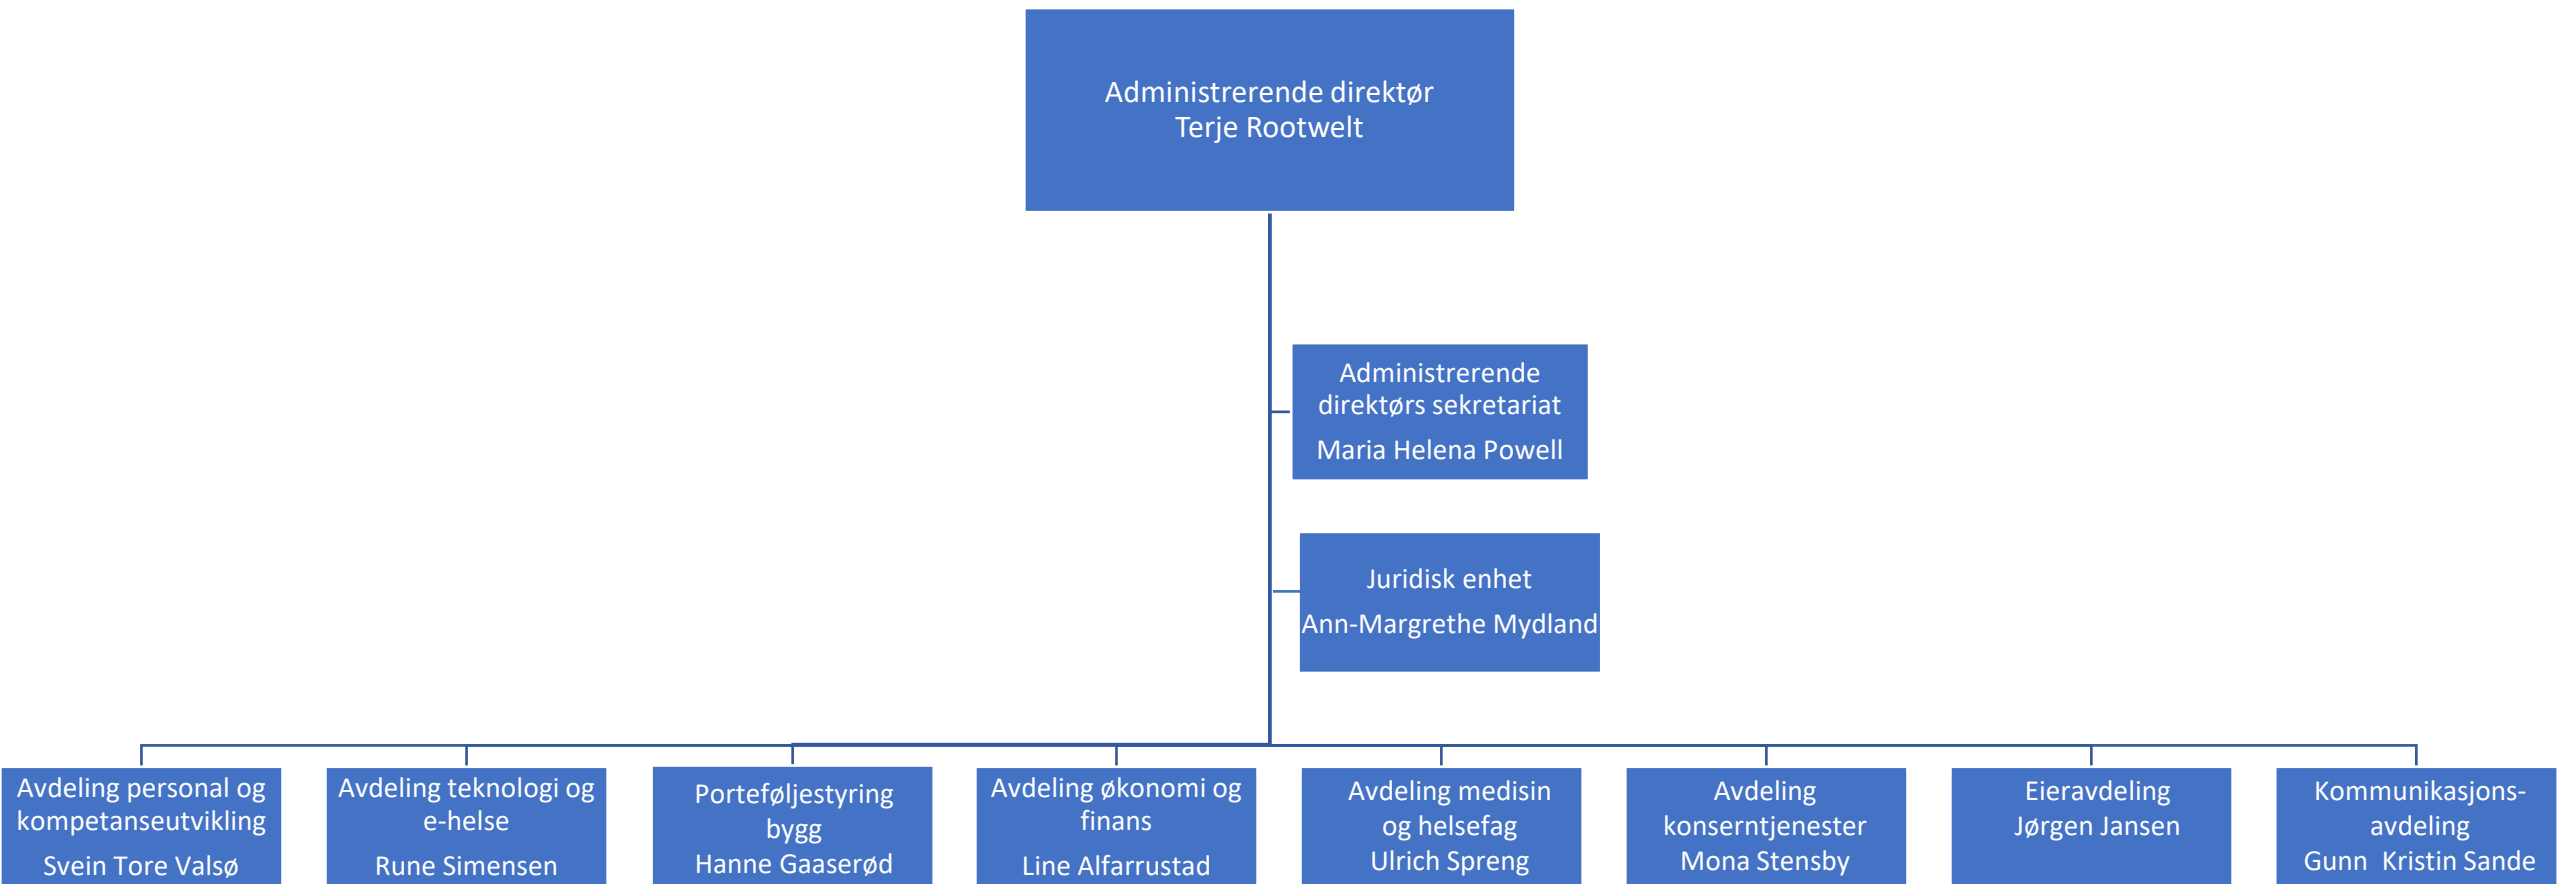 Administrerende direktør
Terje Rootwelt
Administrerende
direktørs sekretariat
Maria Helena Powell
Juridisk enhet
Ann-Margrethe Mydland
Avdeling personal og
kompetanseutvikling
Svein Tore Valsø
Avdeling teknologi og
e-helse
Rune Simensen
Porteføljestyring
bygg
Hanne Gaaserød
Avdeling økonomi og
finans
Line Alfarrustad
Avdeling medisin
og helsefag
Ulrich Spreng
Avdeling
konserntjenester
Mona Stensby
Eieravdeling
Jørgen Jansen
Kommunikasjons-
avdeling
Gunn Kristin Sande